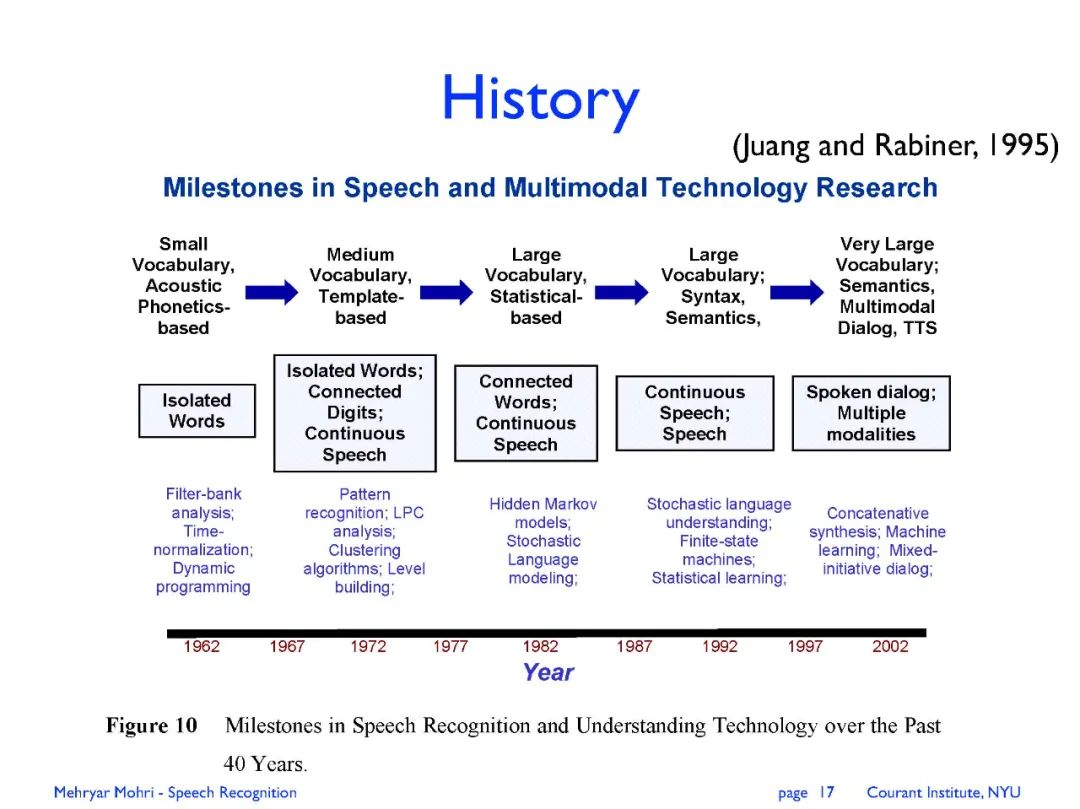 History
(Juang and Rabiner, 1995)
Milestones in Speech and Multimodal Technology Research
Small
Vocabulary,
Acoustic
Phonetics-
based
Medium
Vocabulary,
Template-
based
Large
Vocabulary,
Statistical-
based
Large
Vocabulary;
Syntax,
Semantics,
Very Large
Vocabulary;
Semantics,
Multimodal
Dialog, TTS
Isolated
Words
Isolated Words;
Connected
Digits;
Continuous
Speech
Connected
Words;
Continuous
Speech
Continuous
Speech;
Speech
Spoken dialog;
Multiple
modalities
Filter-bank
analysis;
Time-
normalization;
Dynamic
programming
Pattern
recognition; LPC
analysis;
Clustering
algorithms; Level
building;
Hidden Markov
models;
Stochastic
Language
modeling;
Stochastic language
understanding;
Finite-state
machines;
Statistical learning;
Concatenative
synthesis; Machine
learning; Mixed-
initiative dialog;
1962 1967 1972 1977 1982 1987 1992 1997 2002
Year
Figure 10 Milestones in Speech Recognition and Understanding Technology over the Past
40 Years.
Mehryar Mohri - Speech Recognition page 17 Courant Institute, NYU